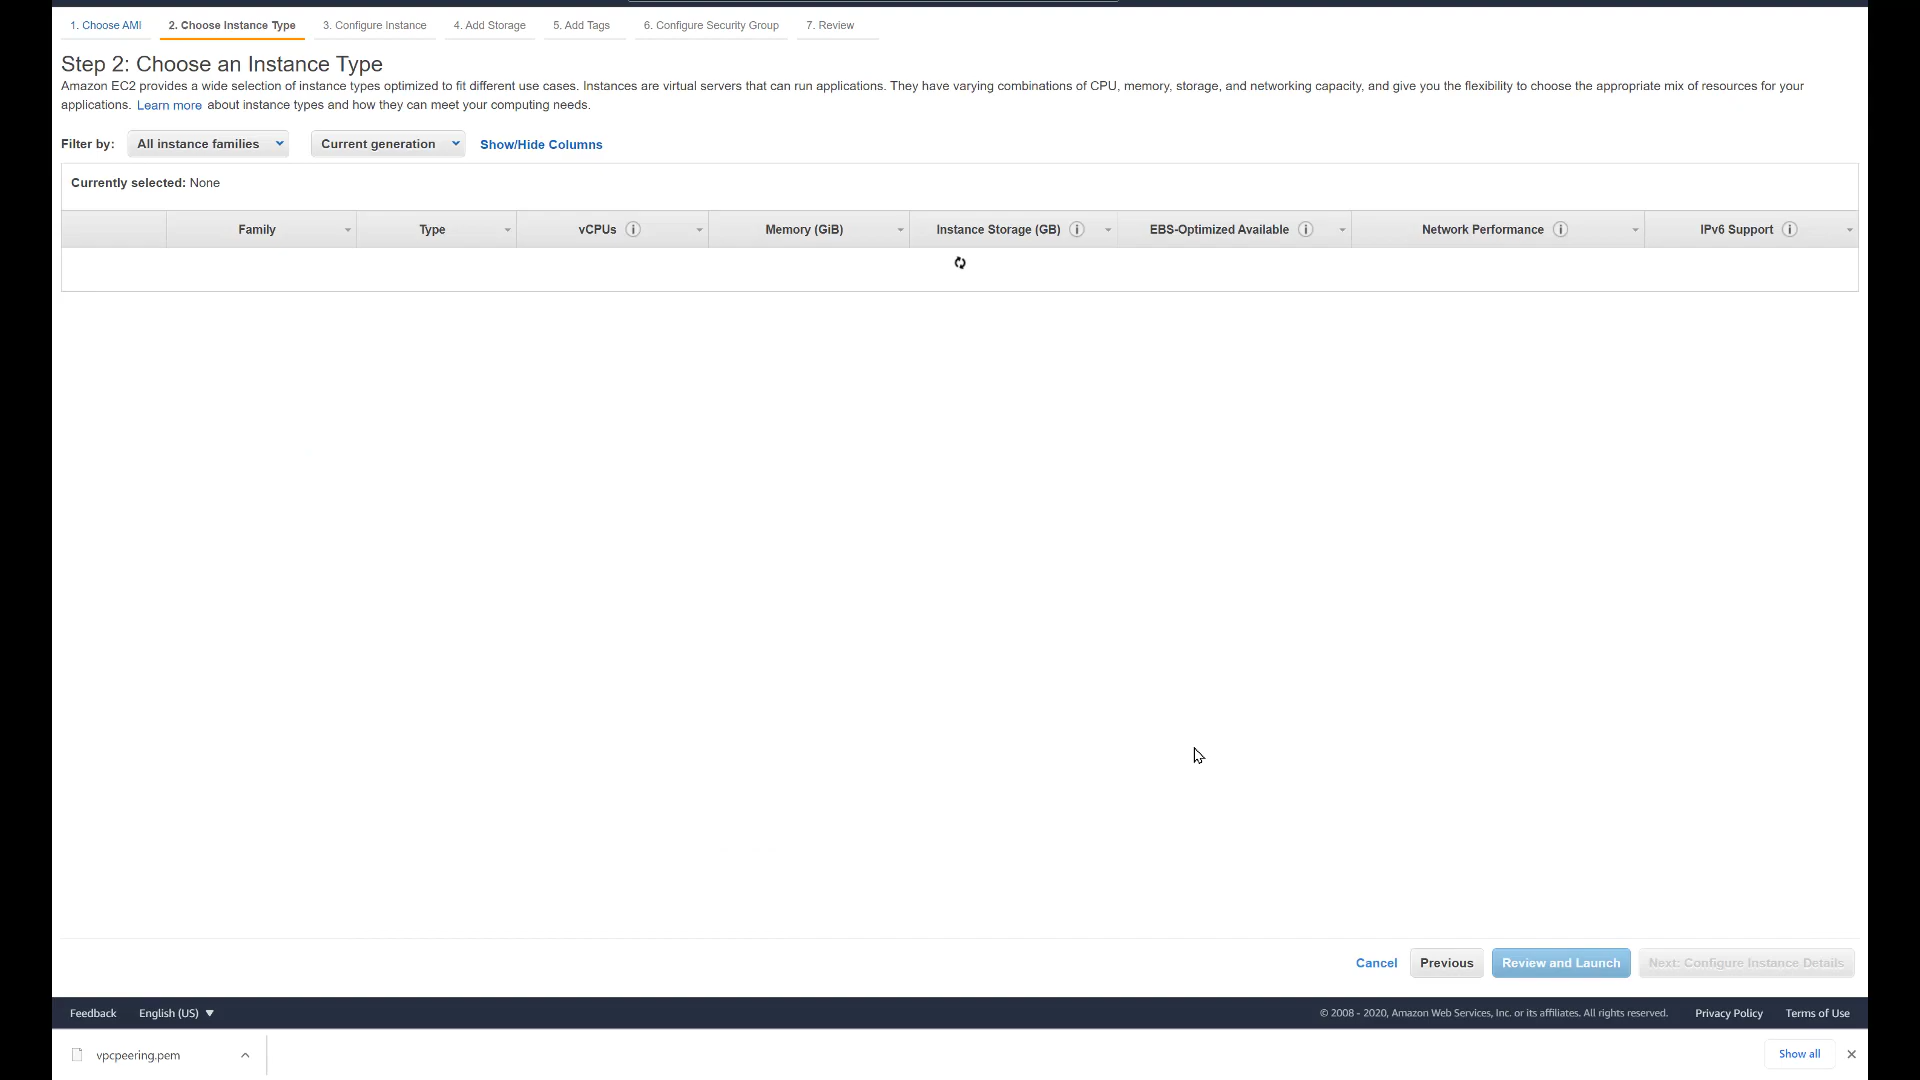 1. Choose AMI 2. Choose Instance Type 3. Configure Instance 4. Add Storage 5. Add Tags 6. Configure Security Group 7. Review
Step 2: Choose an Instance Type
Amazon EC2 provides a wide selection of instance types optimized to fit different use cases. Instances are virtual servers that can run applications. They have varying combinations of CPU, memory, storage, and networking capacity, and give you the flexibility to choose the appropriate mix of resources for your
applications. Learn more about instance types and how they can meet your computing needs.
Filter by: All instance families Current generation Show/Hide Columns
Currently selected: None
Family Type vCPUs i Memory (GiB) Instance Storage (GB) i EBS-Optimized Available i Network Performance i IPv6 Support i
Cancel Previous Review and Launch Next: Configure Instance Details
Feedback English (US) © 2008 - 2020, Amazon Web Services, Inc. or its affiliates. All rights reserved. Privacy Policy Terms of Use
vpcpeering.pem Show all